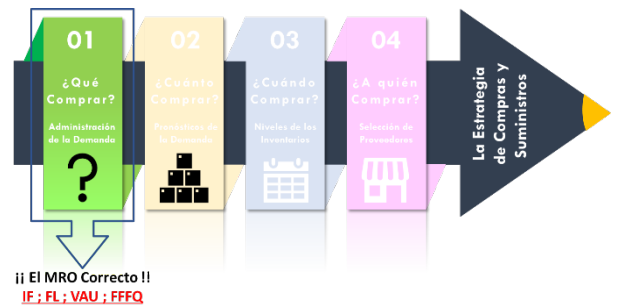 01
¿Qué
Comprar?
Administración
de la Demanda
?
02
¿Cuánto
Comprar?
Pronósticos de
la Demanda
03
¿Cuándo
Comprar?
Niveles de los
Inventarios
04
¿A quién
Comprar?
Selección de
Proveedores
La Estrategia
de Compras y
Suministros
¡¡ El MRO Correcto !!
IF ; FL ; VAU ; FFFQ